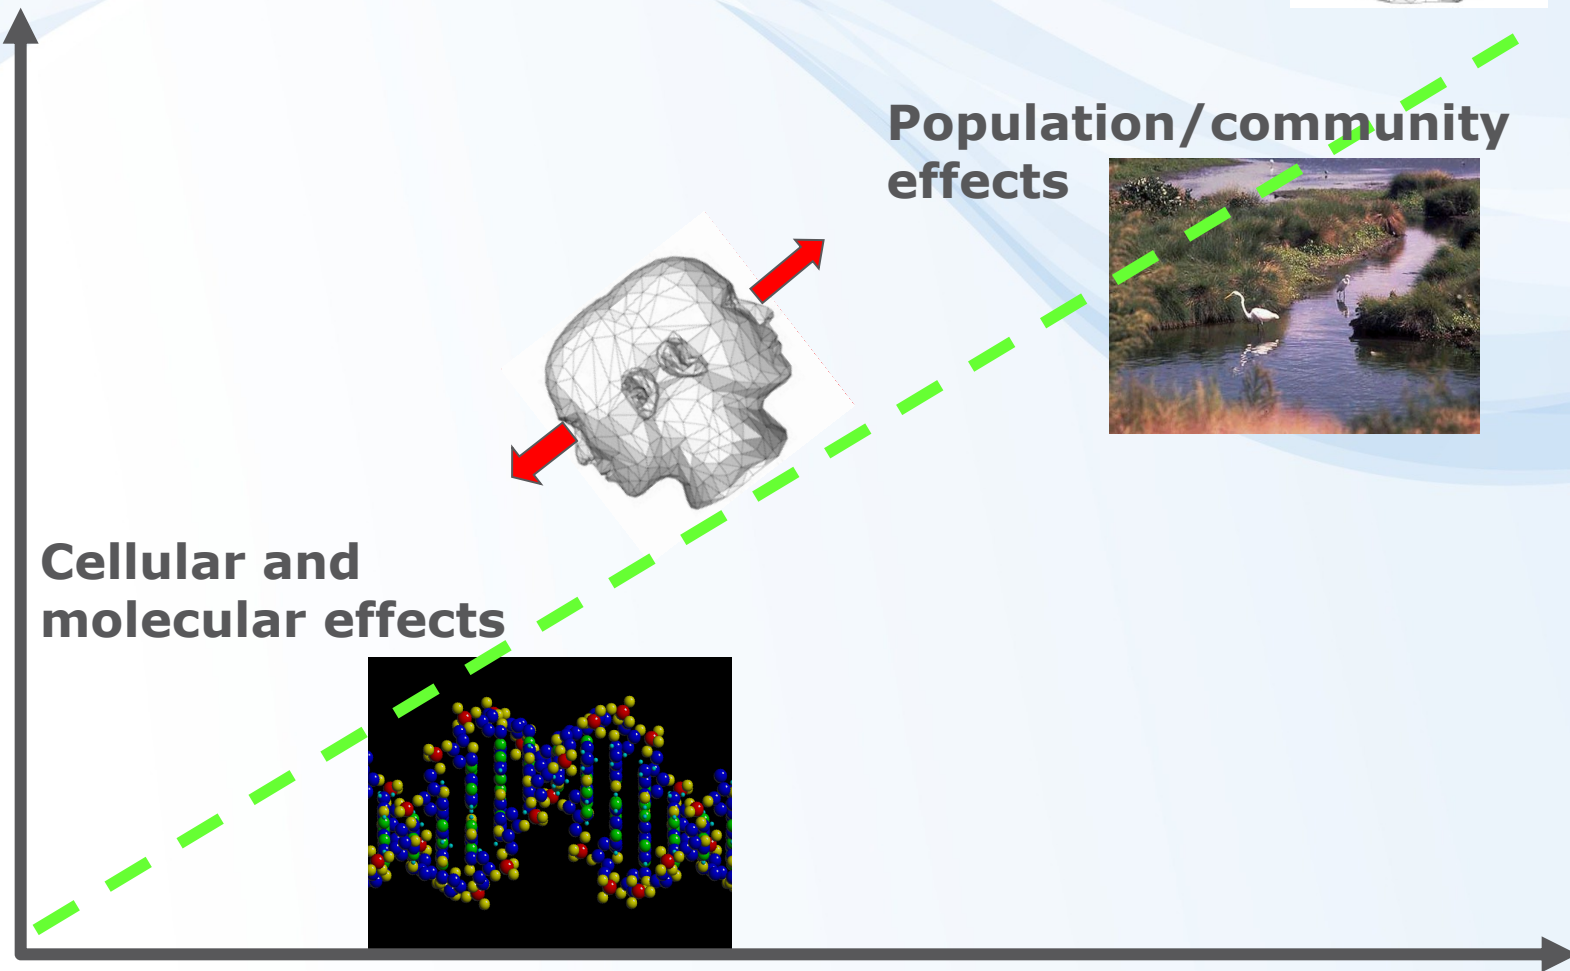 Population/community
effects
Cellular and
molecular effects